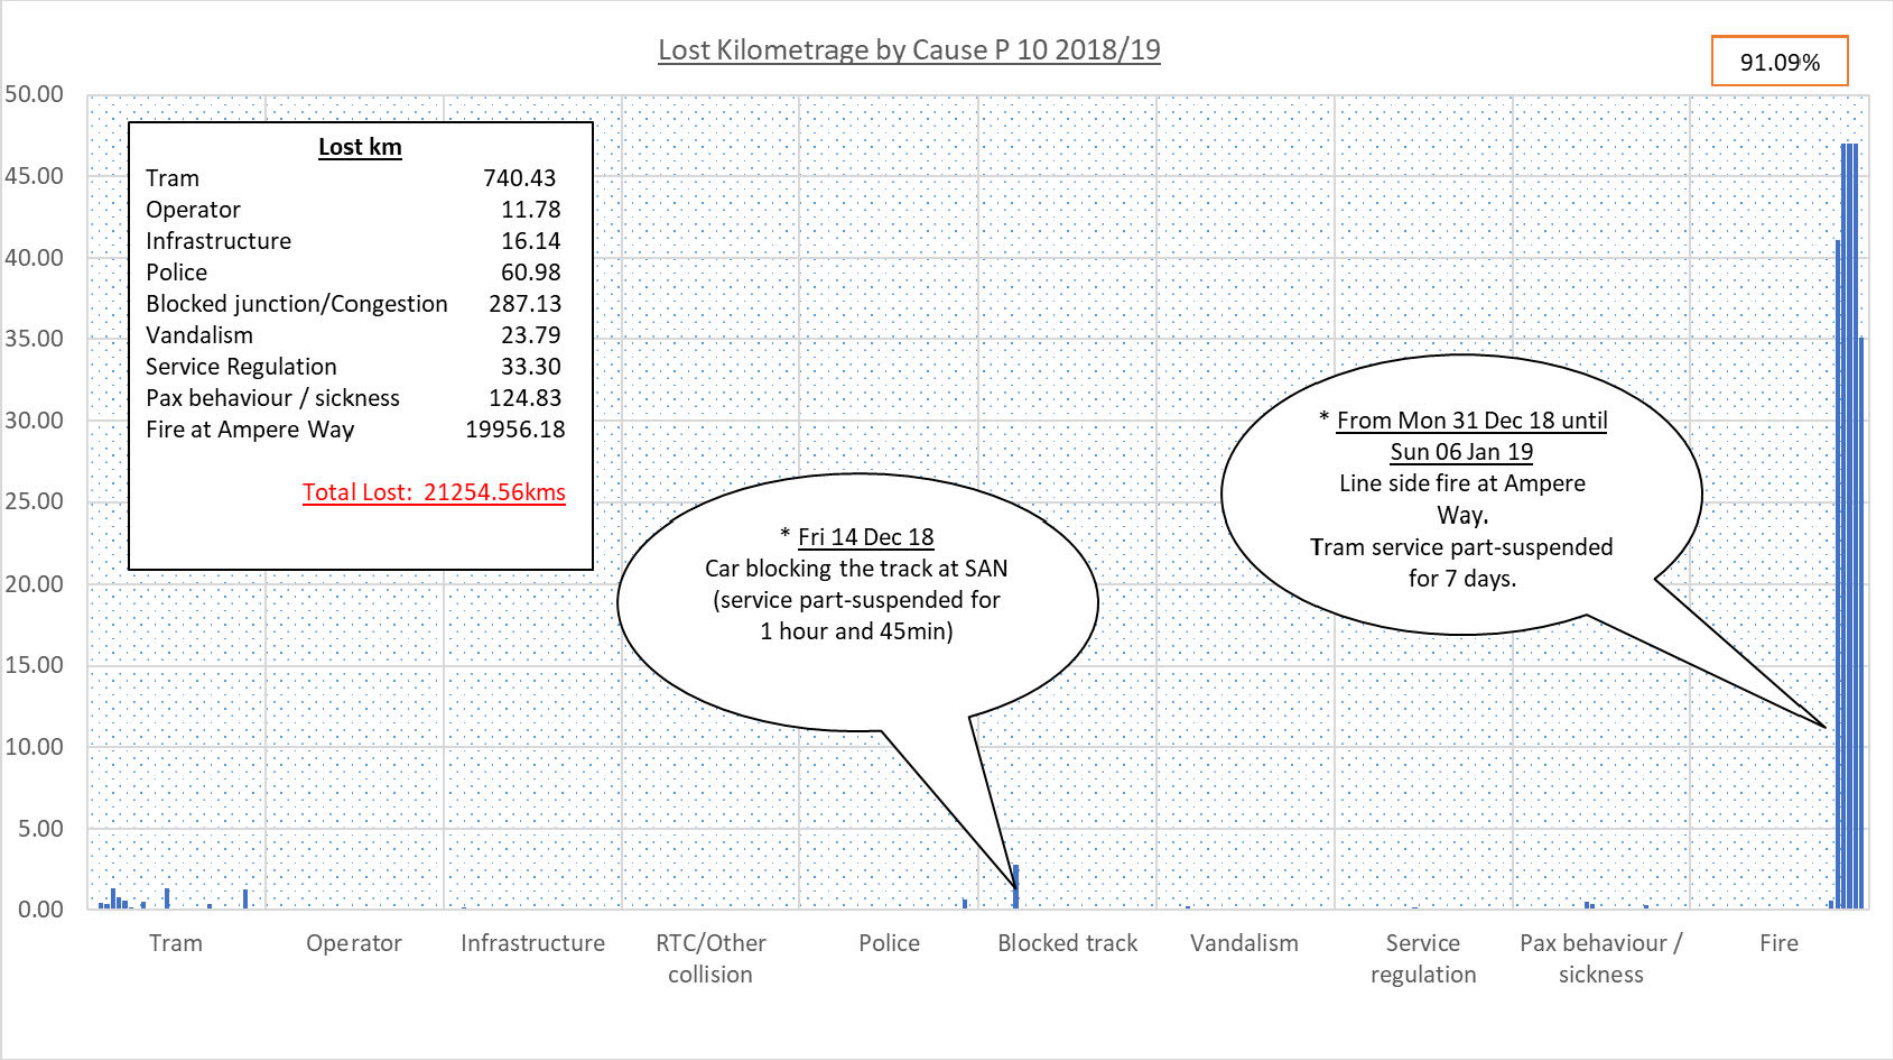 Lost Kilometrage by Cause P 10 2018/19
91.09%
50.00
45.00
40.00
35.00
30.00
25.00
20.00
15.00
10.00
5.00
0.00
Lost km
Tram 740.43
Operator 11.78
Infrastructure 16.14
Police 60.98
Blocked junction/Congestion 287.13
Vandalism 23.79
Service Regulation 33.30
Pax behaviour / sickness 124.83
Fire at Ampere Way 19956.18
Total Lost: 21254.56kms
* Fri 14 Dec 18
Car blocking the track at SAN
(service part-suspended for
1 hour and 45min)
* From Mon 31 Dec 18 until
Sun 06 Jan 19
Line side fire at Ampere
Way.
Tram service part-suspended
for 7 days.
Tram
Operator
Infrastructure
RTC/Other
collision
Police
Blocked track
Vandalism
Service
regulation
Pax behaviour /
sickness
Fire